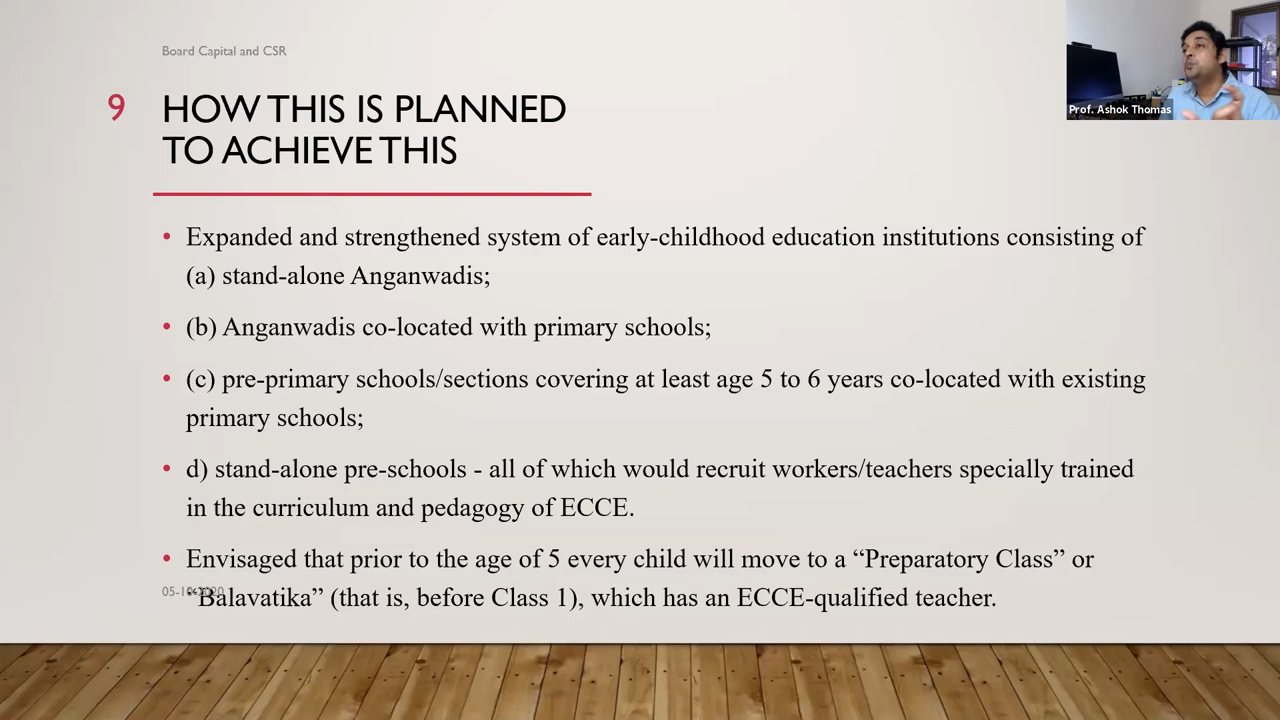 Board Capital and CSR
Prof. Ashok Thomas
9
HOW THIS IS PLANNED
TO ACHIEVE THIS
• Expanded and strengthened system of early-childhood education institutions consisting of
(a) stand-alone Anganwadis;
• (b) Anganwadis co-located with primary schools;
• (c) pre-primary schools/sections covering at least age 5 to 6 years co-located with existing
primary schools;
• d) stand-alone pre-schools - all of which would recruit workers/teachers specially trained
in the curriculum and pedagogy of ECCE.
• Envisaged that prior to the age of 5 every child will move to a “Preparatory Class” or
“Balavatika” (that is, before Class 1), which has an ECCE-qualified teacher.